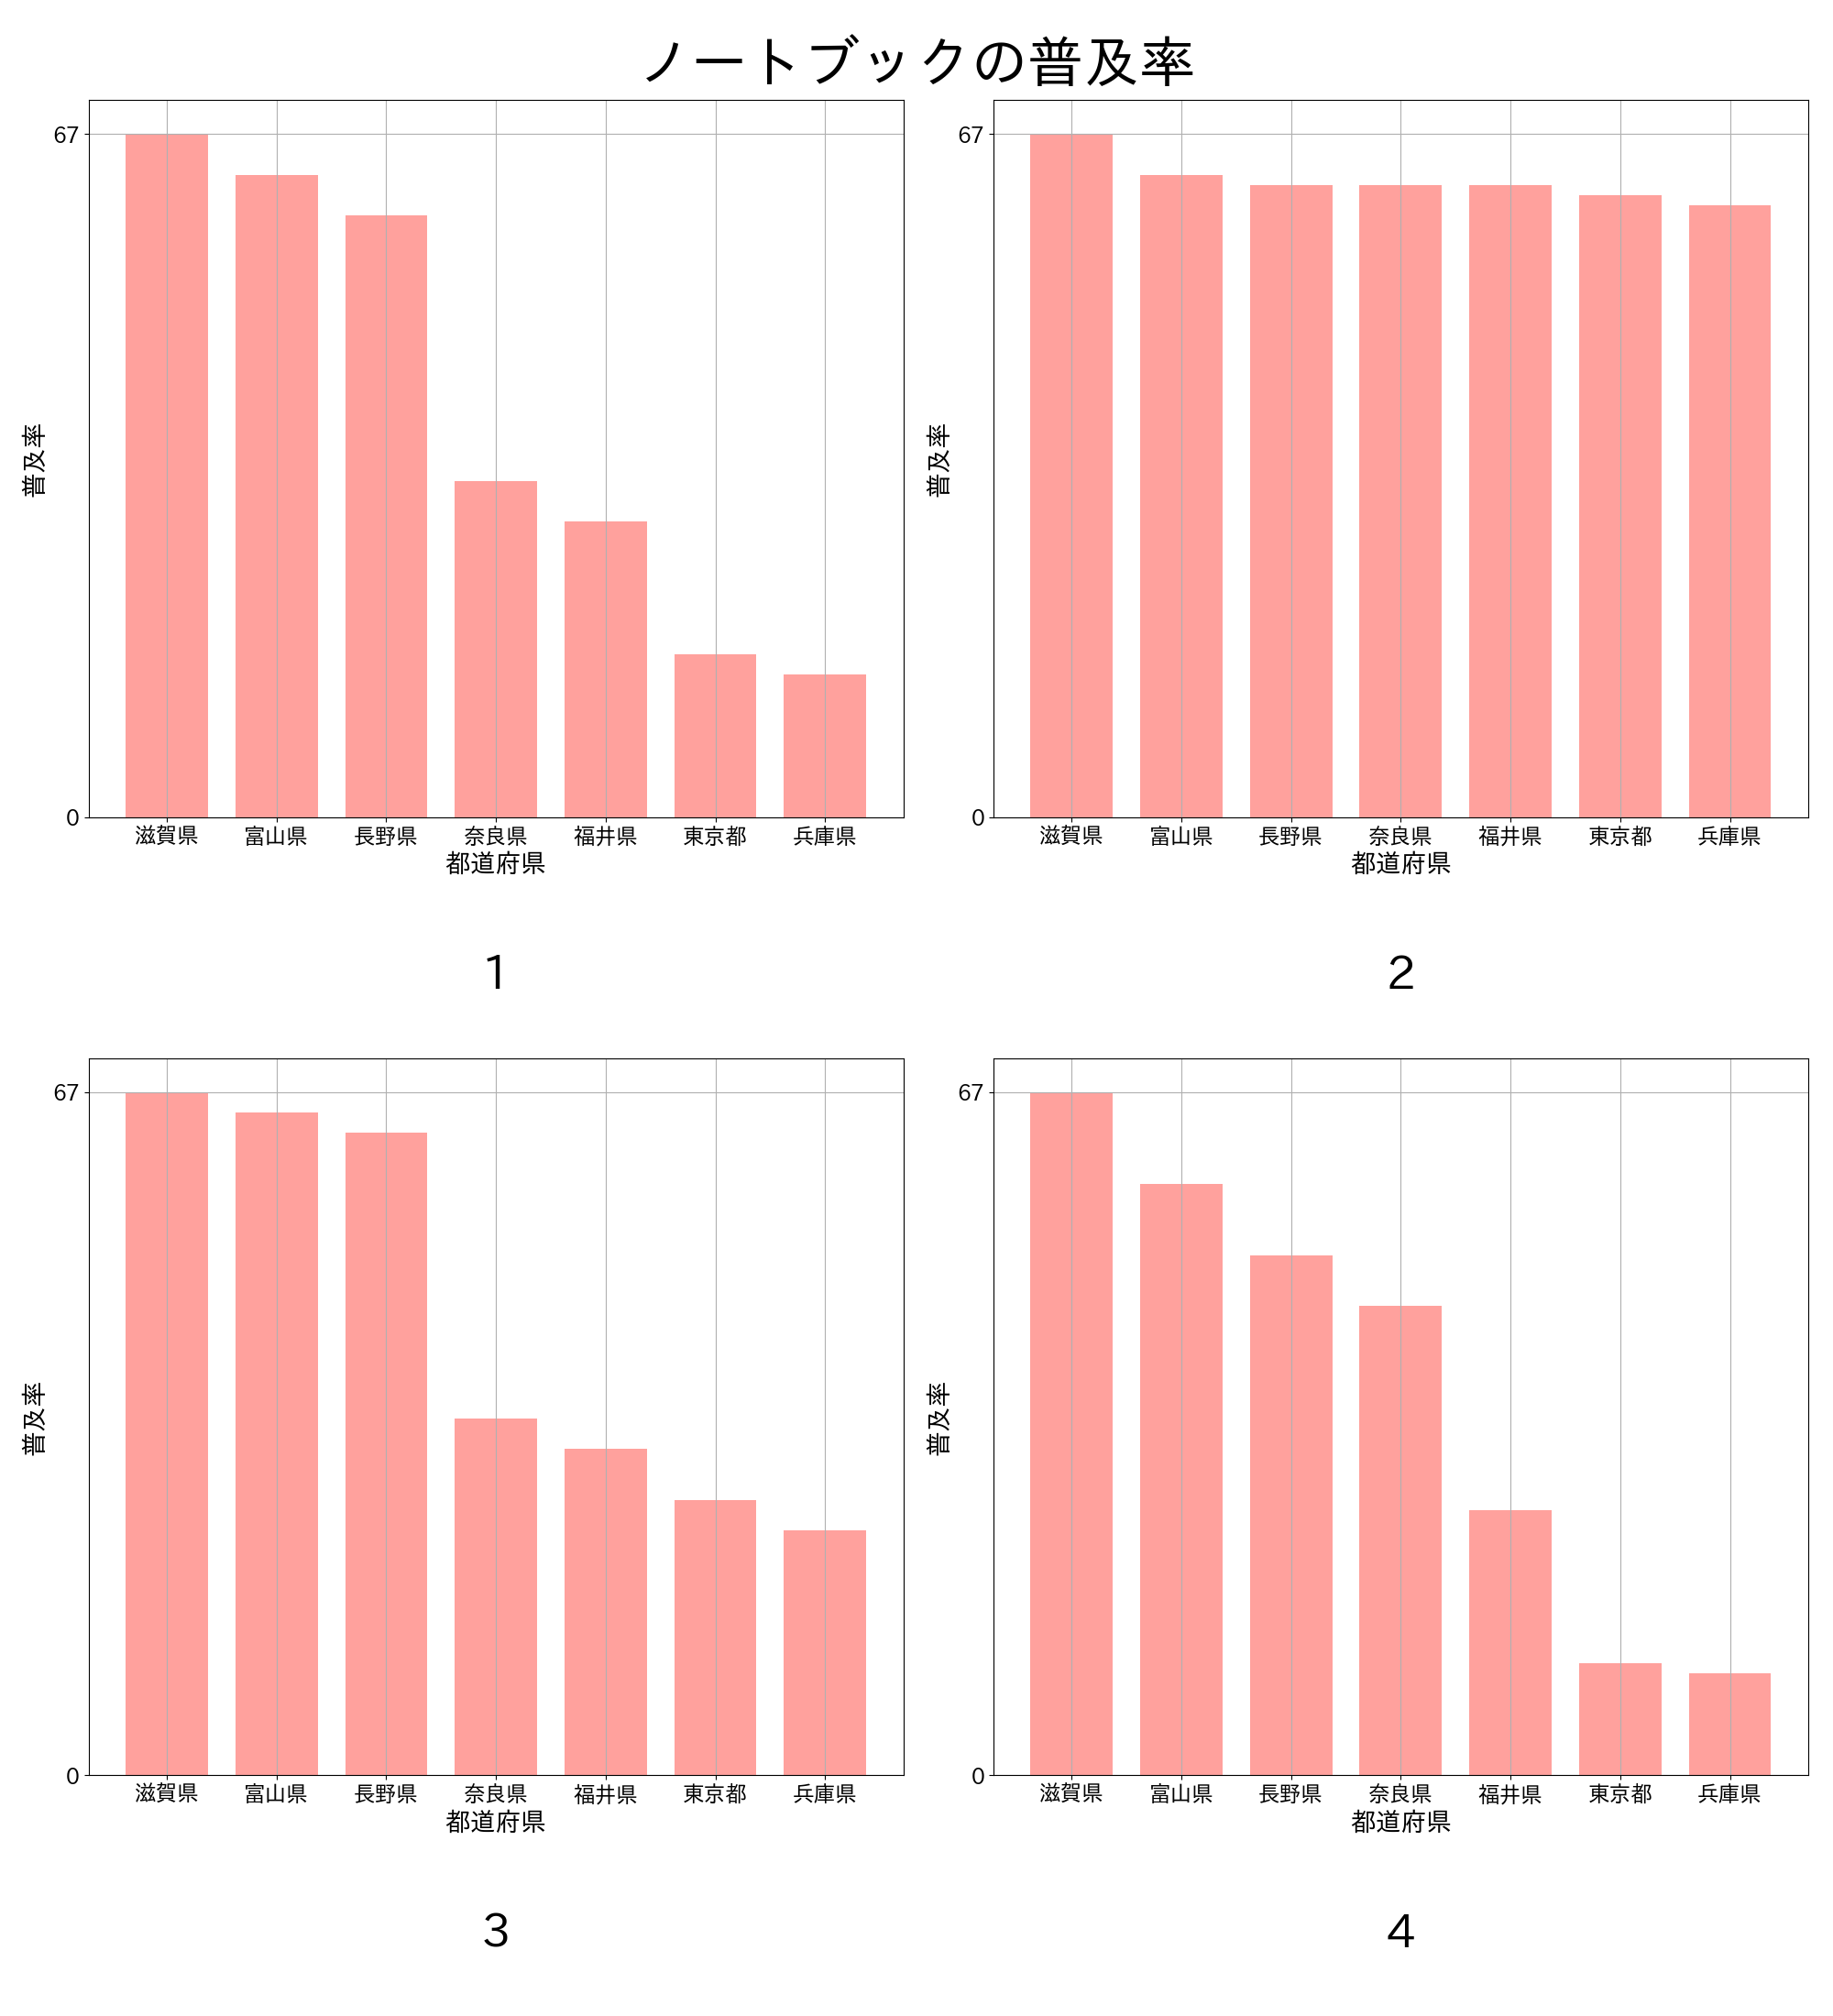 ノートブックの普及率
67
0
普及率
滋賀県 富山県 長野県 奈良県 福井県 東京都 兵庫県
都道府県
1
67
0
普及率
滋賀県 富山県 長野県 奈良県 福井県 東京都 兵庫県
都道府県
2
67
0
普及率
滋賀県 富山県 長野県 奈良県 福井県 東京都 兵庫県
都道府県
3
67
0
普及率
滋賀県 富山県 長野県 奈良県 福井県 東京都 兵庫県
都道府県
4